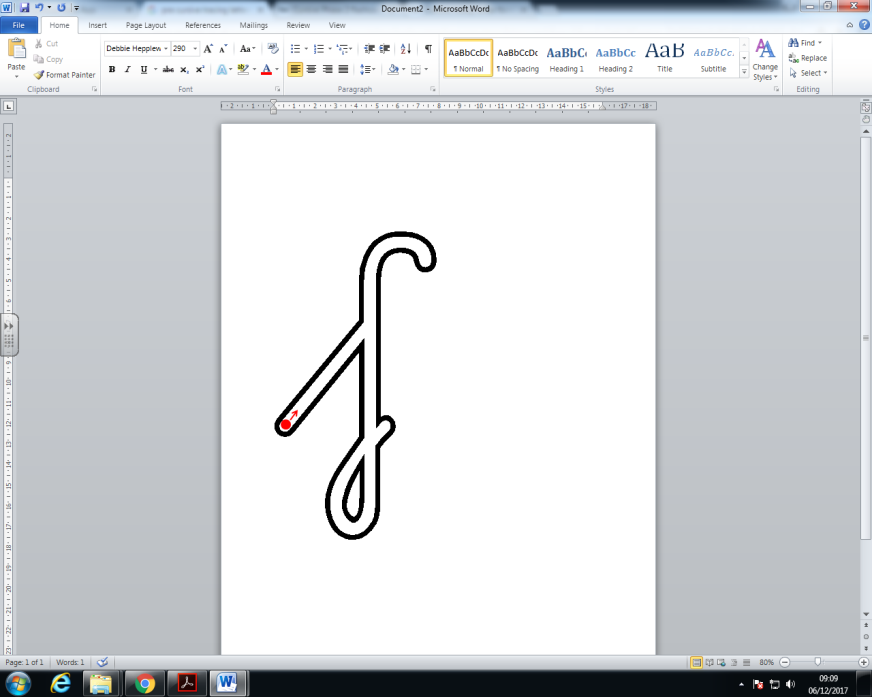 Document2 - Microsoft Word
File Home Insert Page Layout References Mailings Review View
Paste
Cut
Copy
Format Painter
Clipboard
Debbie Hepplew 290
Font
Paragraph
AaBbCcDc AaBbCcDc AaBbC AaBbCc AaB AaBbCc.
¶ Normal ¶ No Spacing Heading 1 Heading 2 Title Subtitle
Change Styles
Styles
Find
Replace
Select
Editing
f
Page: 1 of 1 Words: 1
80%
09:09
06/12/2017